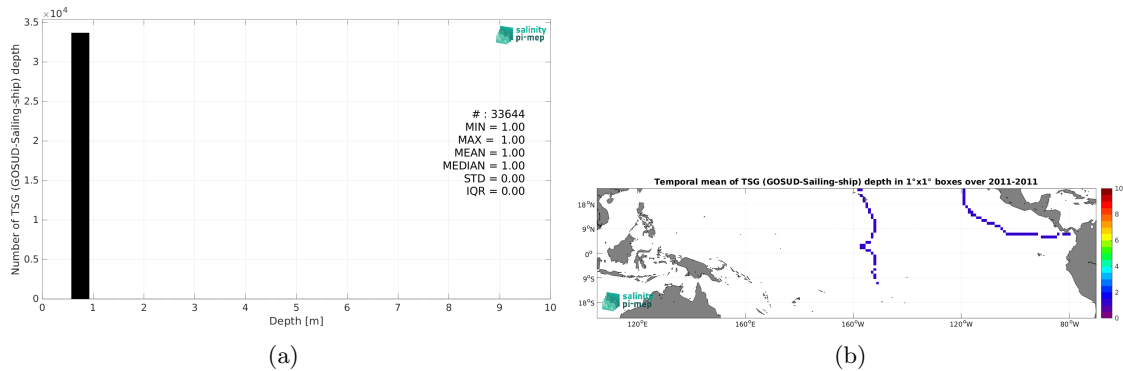 ×10⁴
3.5
3
2.5
2
1.5
1
0.5
0
Number of TSG (GOSUD-Sailing-ship) depth
salinity
pi-mep
# : 33644
MIN = 1.00
MAX = 1.00
MEAN = 1.00
MEDIAN = 1.00
STD = 0.00
IQR = 0.00
0 1 2 3 4 5 6 7 8 9 10
Depth [m]
(a)
Temporal mean of TSG (GOSUD-Sailing-ship) depth in 1°x1° boxes over 2011-2011
18°N
9°N
0°
9°S
18°S
salinity
pi-mep
120°E 160°E 160°W 120°W 80°W
10
8
6
4
2
0
(b)